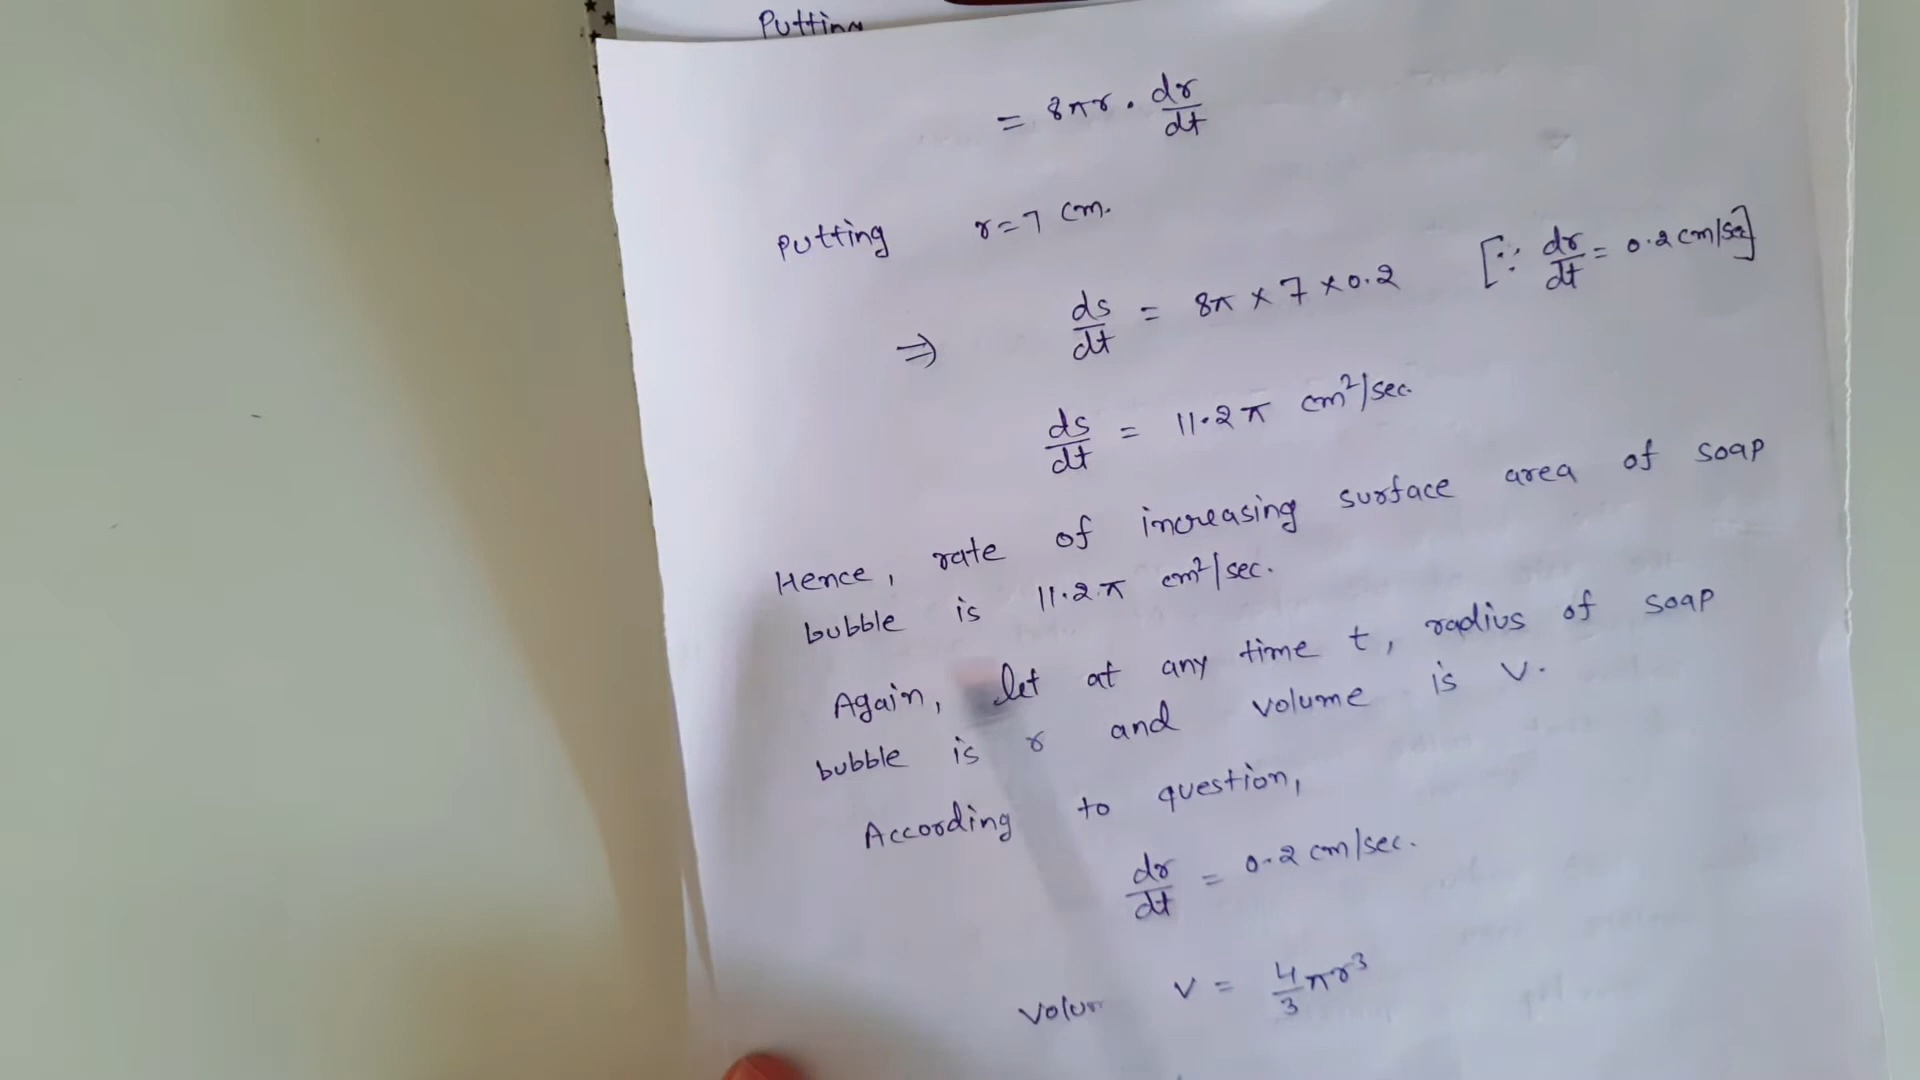 Putting
= 8πr . dr/dt
Putting r=7 cm.
⇒ ds/dt = 8π × 7 × 0.2 [∵ dr/dt = 0.2 cm/sec]
ds/dt = 11.2 π cm²/sec.
Hence, rate of increasing surface area of soap
bubble is 11.2.π cm²/sec.
Again, let at any time t, radius of soap
bubble is r and volume is V.
According to question,
dr/dt = 0.2 cm/sec.
V = 4/3 πr³